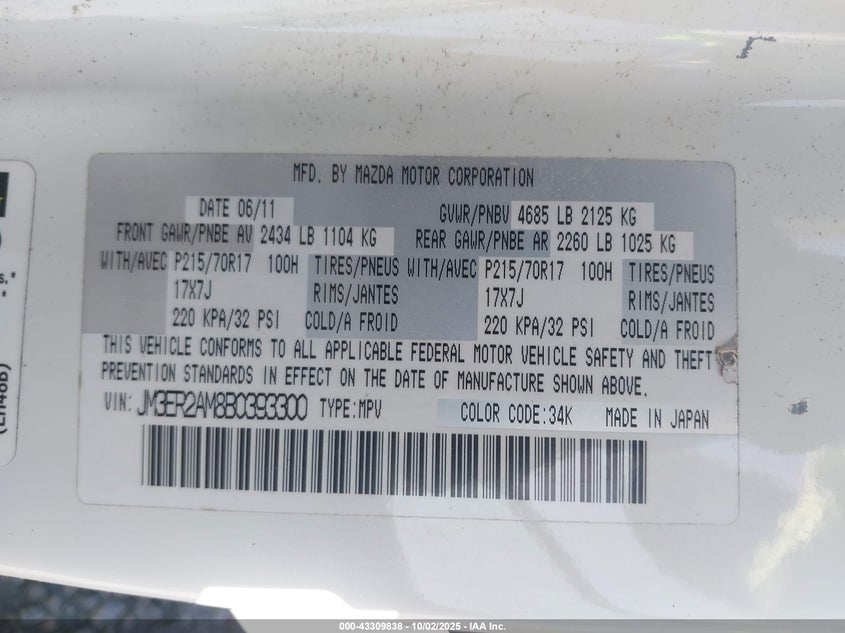 MFD. BY MAZDA MOTOR CORPORATION
DATE 06/11 GVWR/PNBV 4685 LB 2125 KG
FRONT GAWR/PNBE AV 2434 LB 1104 KG REAR GAWR/PNBE AR 2260 LB 1025 KG
WITH/AVEC P215/70R17 100H TIRES/PNEUS WITH/AVEC P215/70R17 100H TIRES/PNEUS
17X7J RIMS/JANTES 17X7J RIMS/JANTES
220 KPA/32 PSI COLD/A FROID 220 KPA/32 PSI COLD/A FROID
THIS VEHICLE CONFORMS TO ALL APPLICABLE FEDERAL MOTOR VEHICLE SAFETY AND THEFT
PREVENTION STANDARDS IN EFFECT ON THE DATE OF MANUFACTURE SHOWN ABOVE.
VIN: JM3ER2AM8B0393300 TYPE:MPV COLOR CODE:34K MADE IN JAPAN
000-43309838 - 10/02/2025 - IAA Inc.